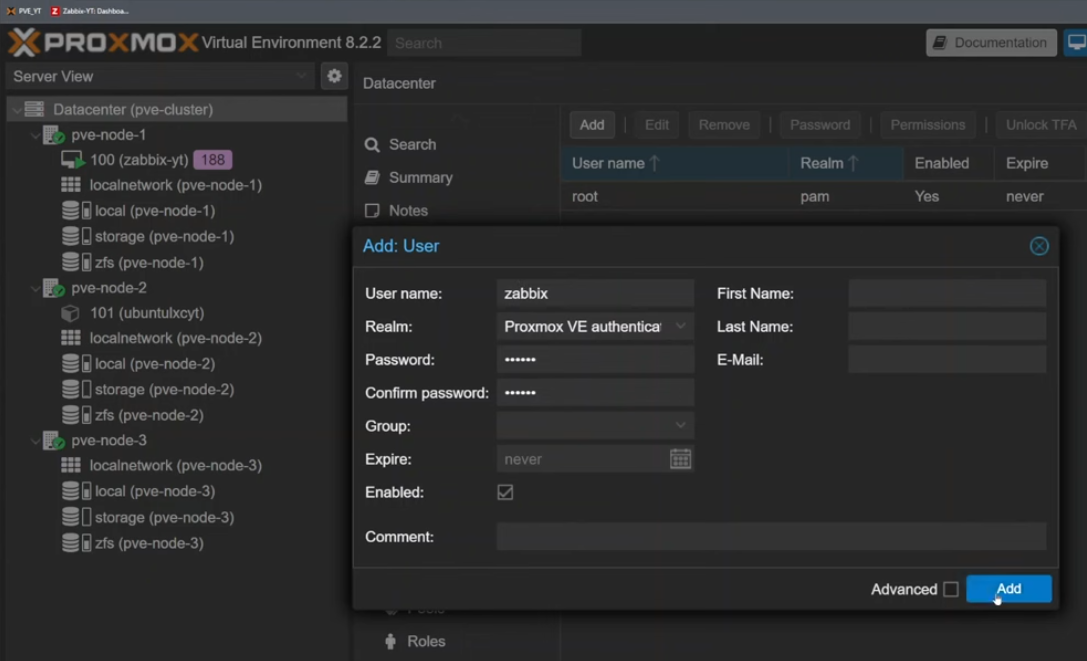 PVE_YT Zabbix-YT: Dashboa...
PROXMOX Virtual Environment 8.2.2 Search Documentation
Server View
Datacenter
Datacenter (pve-cluster)
pve-node-1
100 (zabbix-yt) 188
localnetwork (pve-node-1)
local (pve-node-1)
storage (pve-node-1)
zfs (pve-node-1)
pve-node-2
101 (ubuntulxcyt)
localnetwork (pve-node-2)
local (pve-node-2)
storage (pve-node-2)
zfs (pve-node-2)
pve-node-3
localnetwork (pve-node-3)
local (pve-node-3)
storage (pve-node-3)
zfs (pve-node-3)
Search
Summary
Notes
Add Edit Remove Password Permissions Unlock TFA
User name Realm Enabled Expire
root pam Yes never
Add: User
User name: zabbix First Name:
Realm: Proxmox VE authenticat Last Name:
Password: •••••• E-Mail:
Confirm password: ••••••
Group:
Expire: never
Enabled:
Comment:
Advanced Add
Roles